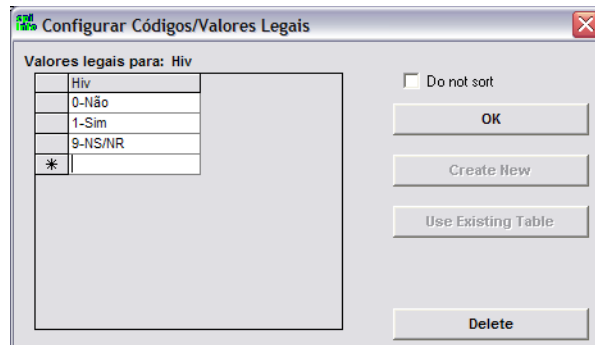 Configurar Códigos/Valores Legais
Valores legais para: Hiv
Hiv
0-Não
1-Sim
9-NS/NR
Do not sort
OK
Create New
Use Existing Table
Delete